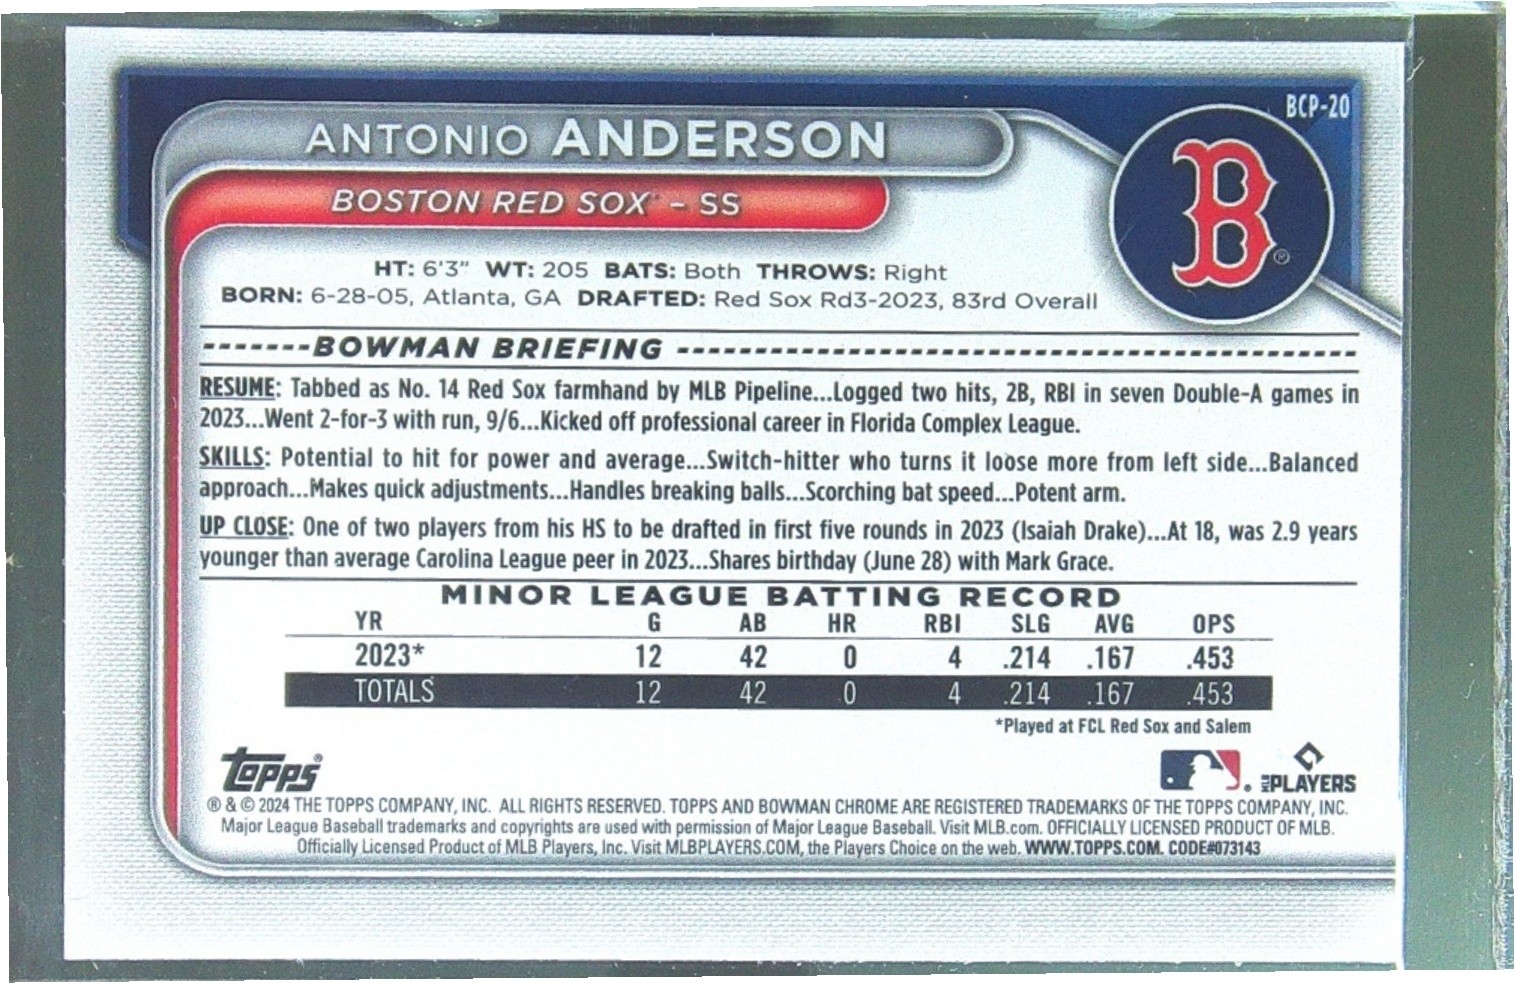 BCP-20
ANTONIO ANDERSON
B®
BOSTON RED SOX™ - SS
HT: 6'3" WT: 205 BATS: Both THROWS: Right
BORN: 6-28-05, Atlanta, GA DRAFTED: Red Sox Rd3-2023, 83rd Overall
BOWMAN BRIEFING
RESUME: Tabbed as No. 14 Red Sox farmhand by MLB Pipeline...Logged two hits, 2B, RBI in seven Double-A games in
2023...Went 2-for-3 with run, 9/6...Kicked off professional career in Florida Complex League.
SKILLS: Potential to hit for power and average...Switch-hitter who turns it loose more from left side...Balanced
approach...Makes quick adjustments...Handles breaking balls...Scorching bat speed...Potent arm.
UP CLOSE: One of two players from his HS to be drafted in first five rounds in 2023 (Isaiah Drake)...At 18, was 2.9 years
younger than average Carolina League peer in 2023...Shares birthday (June 28) with Mark Grace.
MINOR LEAGUE BATTING RECORD
YR G AB HR RBI SLG AVG OPS
2023* 12 42 0 4 .214 .167 .453
TOTALS 12 42 0 4 .214 .167 .453
*Played at FCL Red Sox and Salem
Topps® MLB PLAYERS
® & © 2024 THE TOPPS COMPANY, INC. ALL RIGHTS RESERVED. TOPPS AND BOWMAN CHROME ARE REGISTERED TRADEMARKS OF THE TOPPS COMPANY, INC.
Major League Baseball trademarks and copyrights are used with permission of Major League Baseball. Visit MLB.com. OFFICIALLY LICENSED PRODUCT OF MLB.
Officially Licensed Product of MLB Players, Inc. Visit MLBPLAYERS.COM, the Players Choice on the web. WWW.TOPPS.COM. CODE#073143